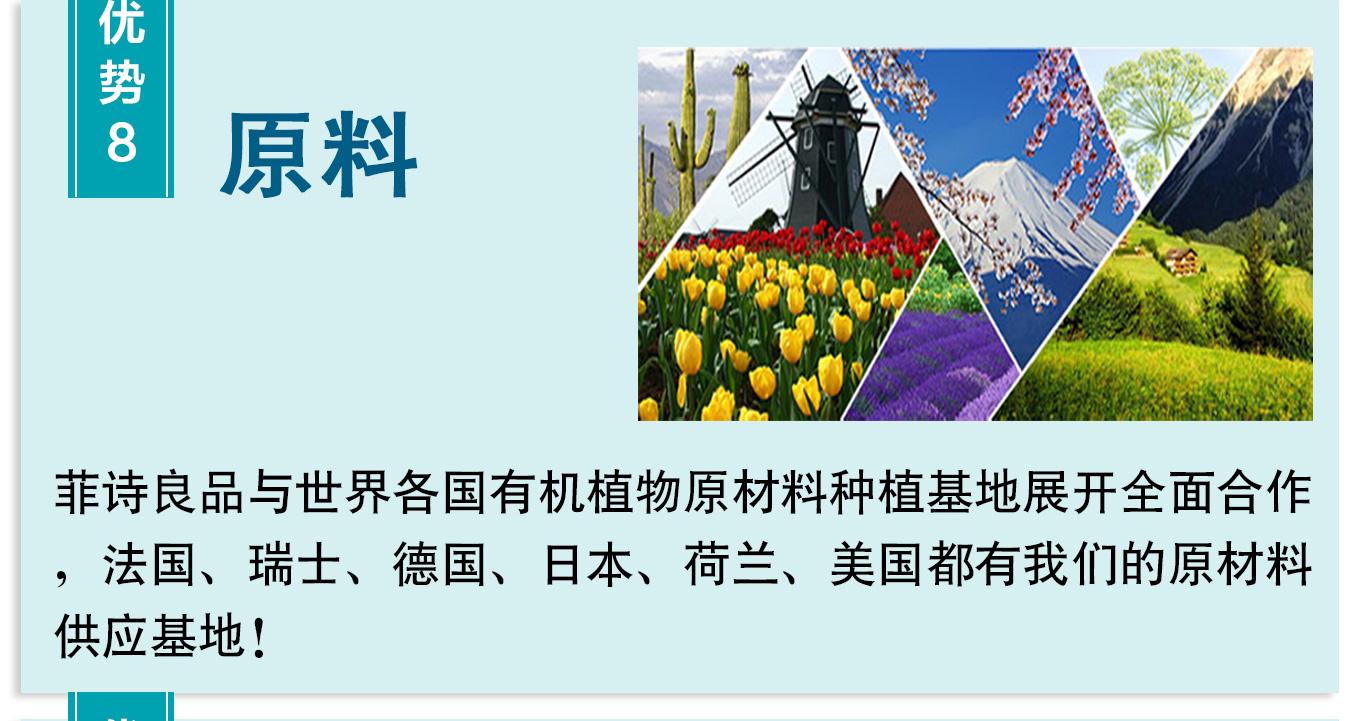 优
势
8
原料
菲诗良品与世界各国有机植物原材料种植基地展开全面合作
，法国、瑞士、德国、日本、荷兰、美国都有我们的原材料
供应基地！